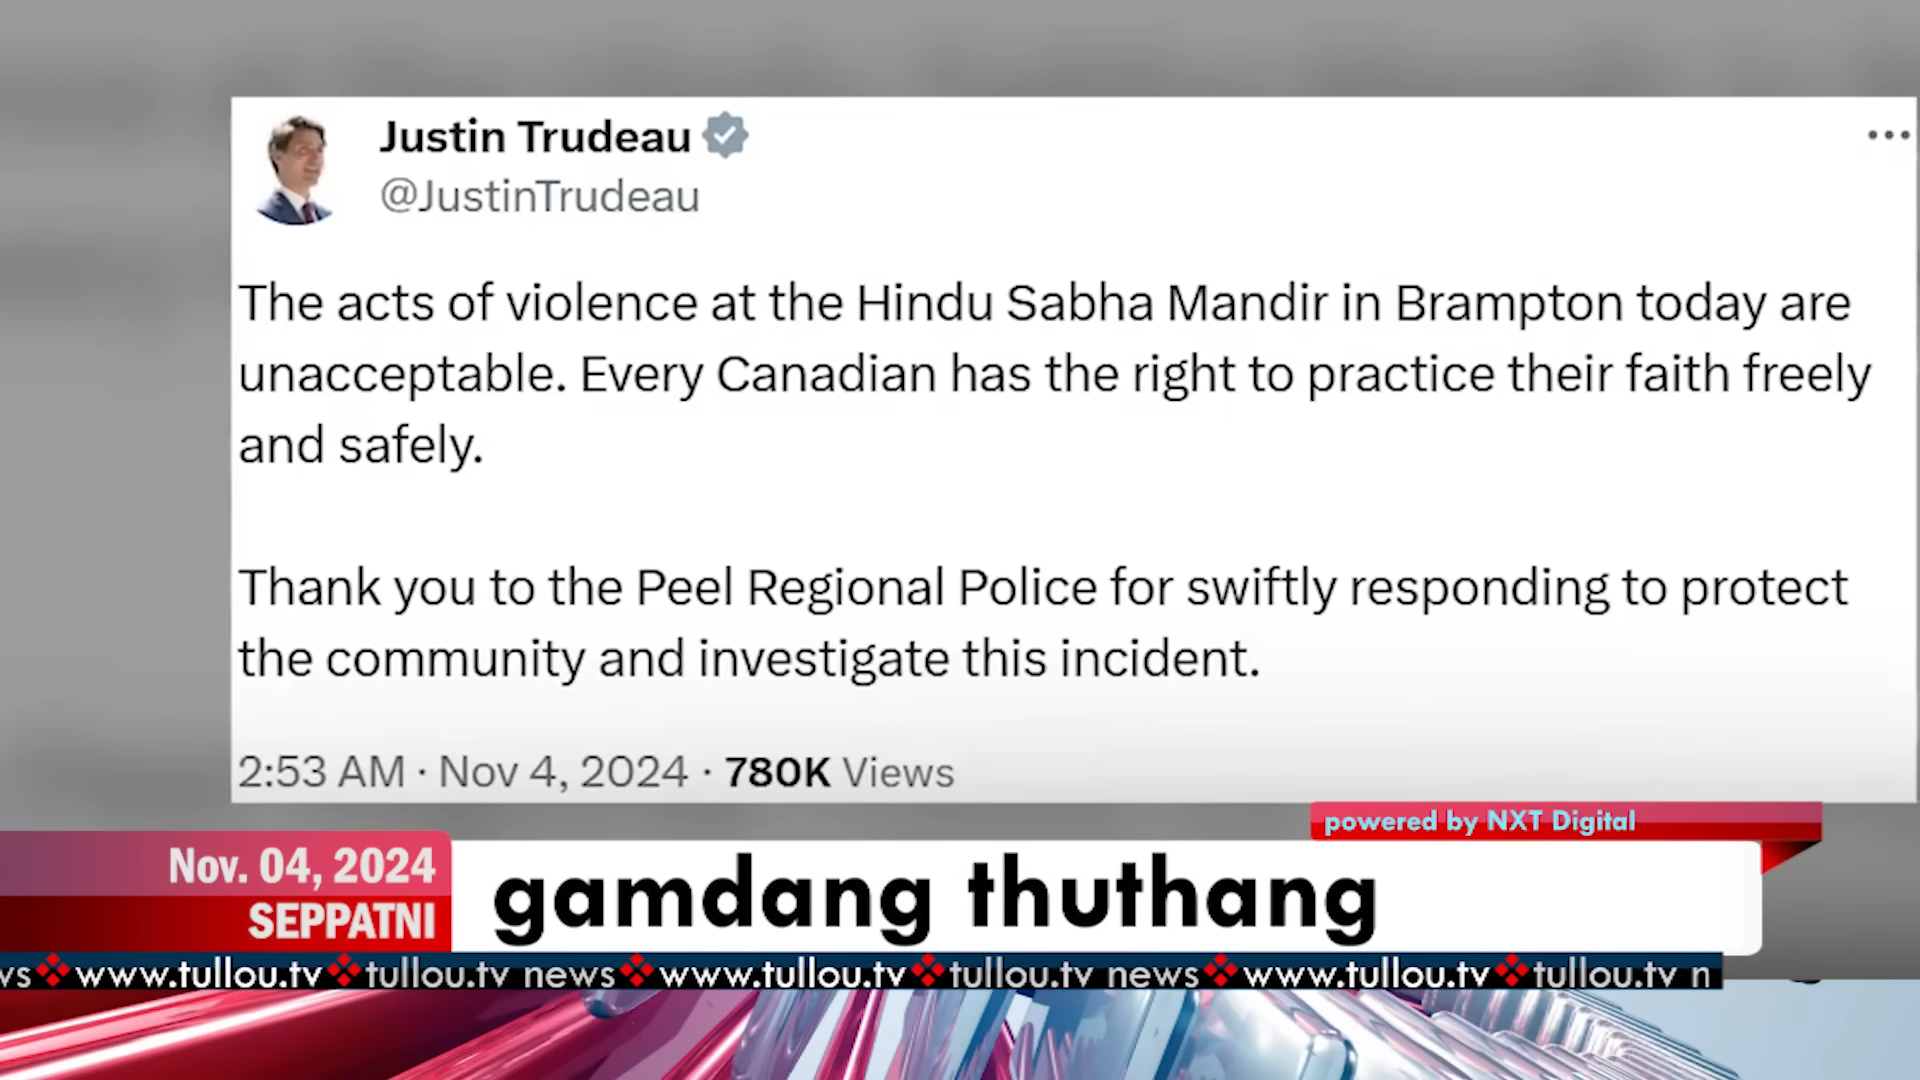 Justin Trudeau
@JustinTrudeau
The acts of violence at the Hindu Sabha Mandir in Brampton today are
unacceptable. Every Canadian has the right to practice their faith freely
and safely.
Thank you to the Peel Regional Police for swiftly responding to protect
the community and investigate this incident.
2:53 AM · Nov 4, 2024 · 780K Views
powered by NXT Digital
Nov. 04, 2024
SEPPATNI
gamdang thuthang
vs www.tullou.tv tullou.tv news www.tullou.tv tullou.tv news www.tullou.tv tullou.tv n